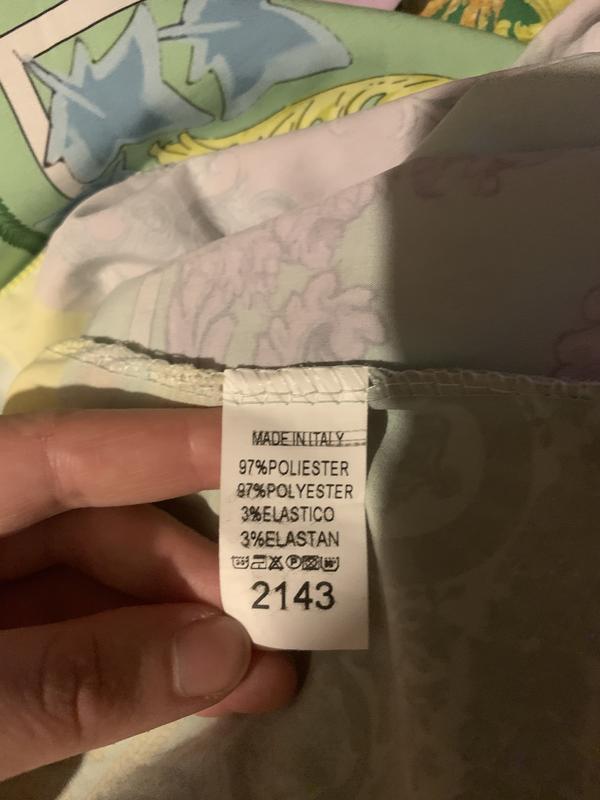 MADE IN ITALY
97%POLIESTER
97%POLYESTER
3%ELASTICO
3%ELASTAN
2143